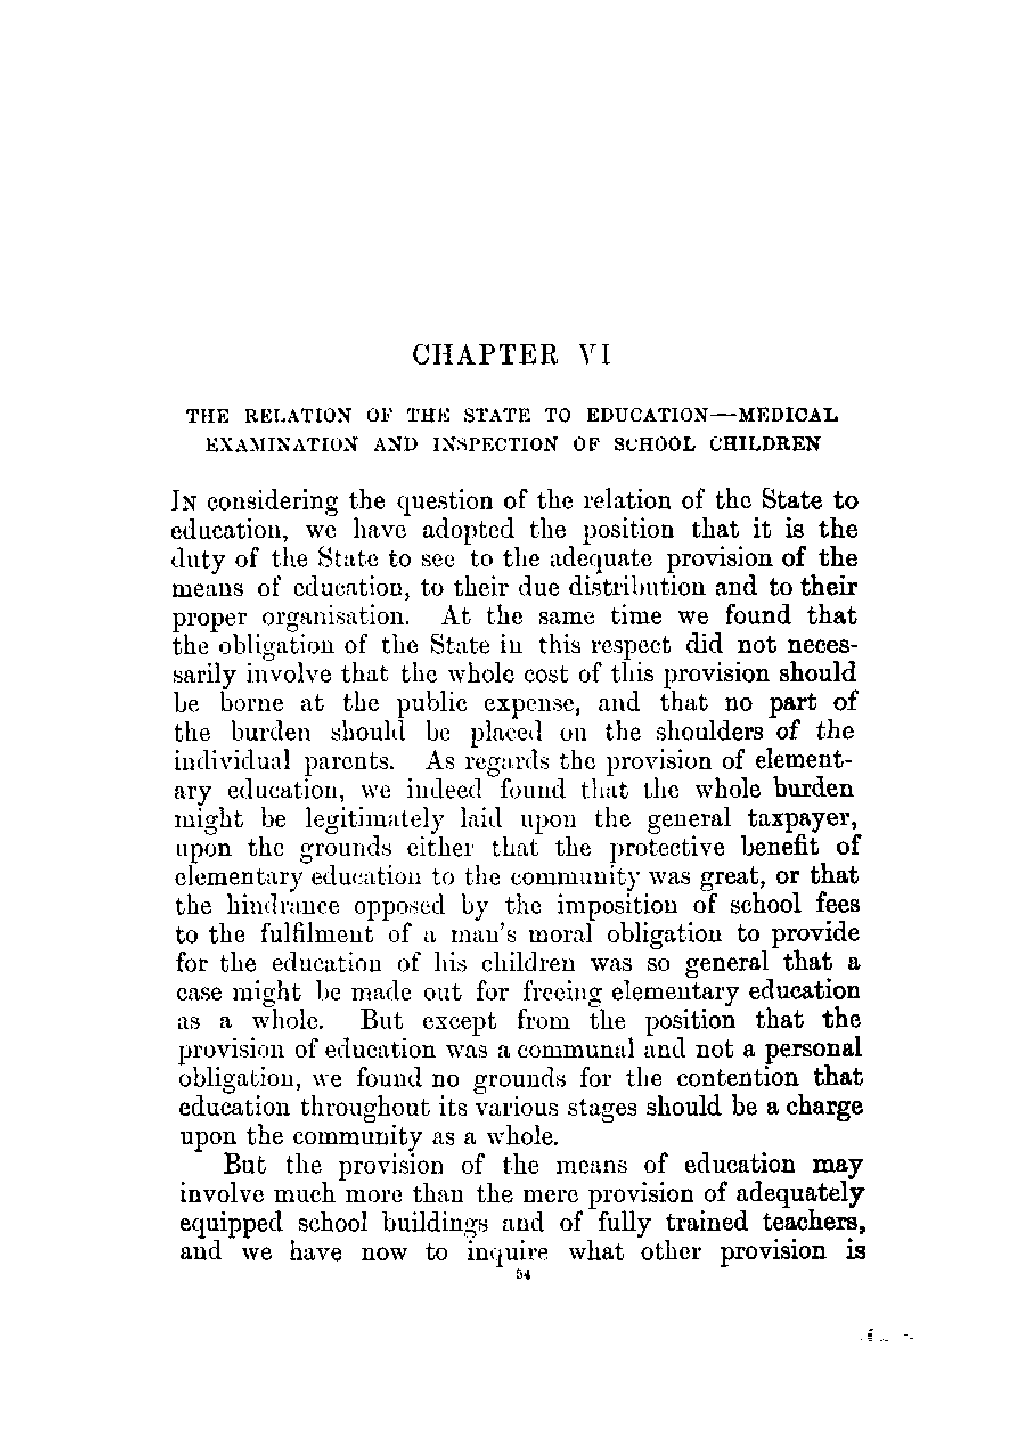 CHAPTER VI
THE RELATION OF THE STATE TO EDUCATION—MEDICAL
EXAMINATION AND INSPECTION OF SCHOOL CHILDREN
IN considering the question of the relation of the State to
education, we have adopted the position that it is the
duty of the State to see to the adequate provision of the
means of education, to their due distribution and to their
proper organisation. At the same time we found that
the obligation of the State in this respect did not neces-
sarily involve that the whole cost of this provision should
be borne at the public expense, and that no part of
the burden should be placed on the shoulders of the
individual parents. As regards the provision of element-
ary education, we indeed found that the whole burden
might be legitimately laid upon the general taxpayer,
upon the grounds either that the protective benefit of
elementary education to the community was great, or that
the hindrance opposed by the imposition of school fees
to the fulfilment of a man's moral obligation to provide
for the education of his children was so general that a
case might be made out for freeing elementary education
as a whole. But except from the position that the
provision of education was a communal and not a personal
obligation, we found no grounds for the contention that
education throughout its various stages should be a charge
upon the community as a whole.
But the provision of the means of education may
involve much more than the mere provision of adequately
equipped school buildings and of fully trained teachers,
and we have now to inquire what other provision is
54